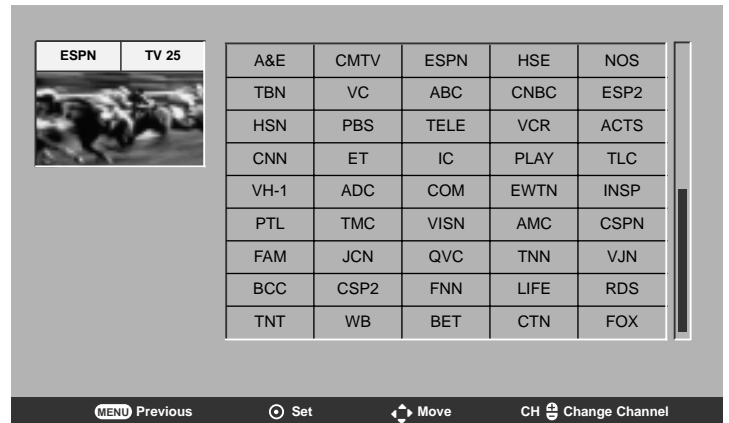 ESPN TV 25
A&E CMTV ESPN HSE NOS
TBN VC ABC CNBC ESP2
HSN PBS TELE VCR ACTS
CNN ET IC PLAY TLC
VH-1 ADC COM EWTN INSP
PTL TMC VISN AMC CSPN
FAM JCN QVC TNN VJN
BCC CSP2 FNN LIFE RDS
TNT WB BET CTN FOX
MENU Previous Set Move CH Change Channel